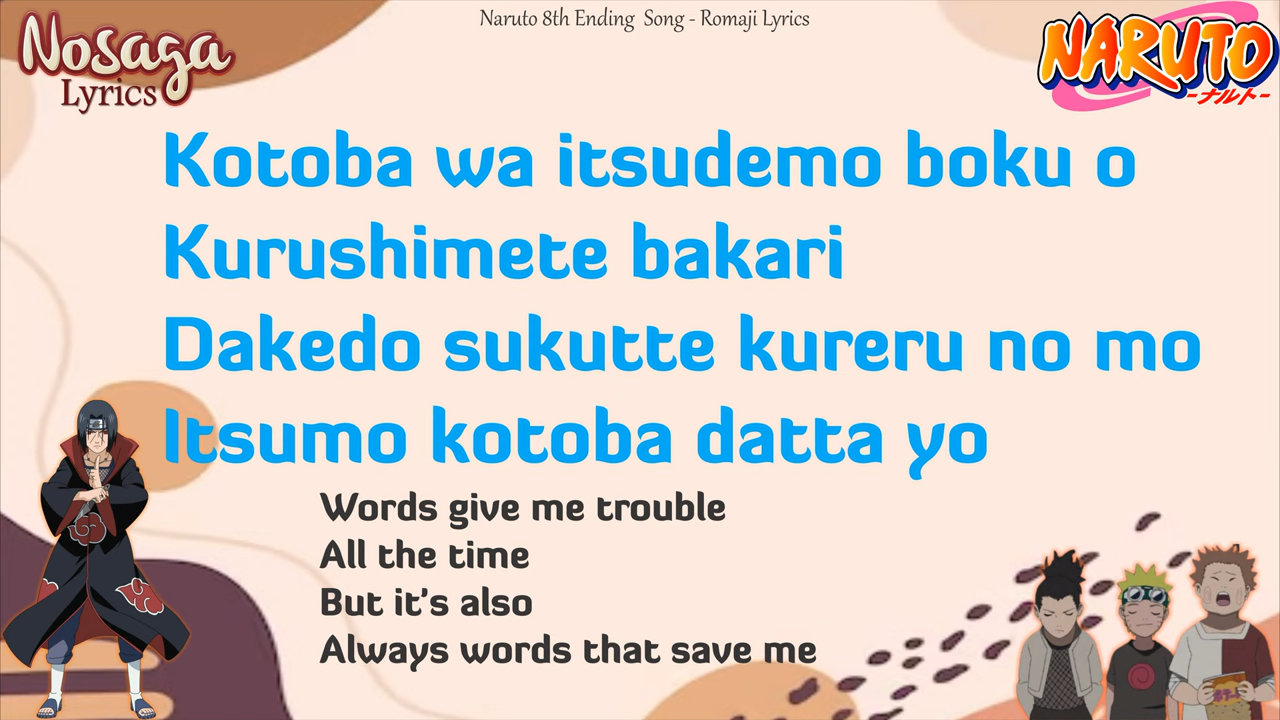 Nosaga
Lyrics
Naruto 8th Ending Song - Romaji Lyrics
NARUTO
-ナルト-
Kotoba wa itsudemo boku o
Kurushimete bakari
Dakedo sukutte kureru no mo
Itsumo kotoba datta yo
Words give me trouble
All the time
But it's also
Always words that save me